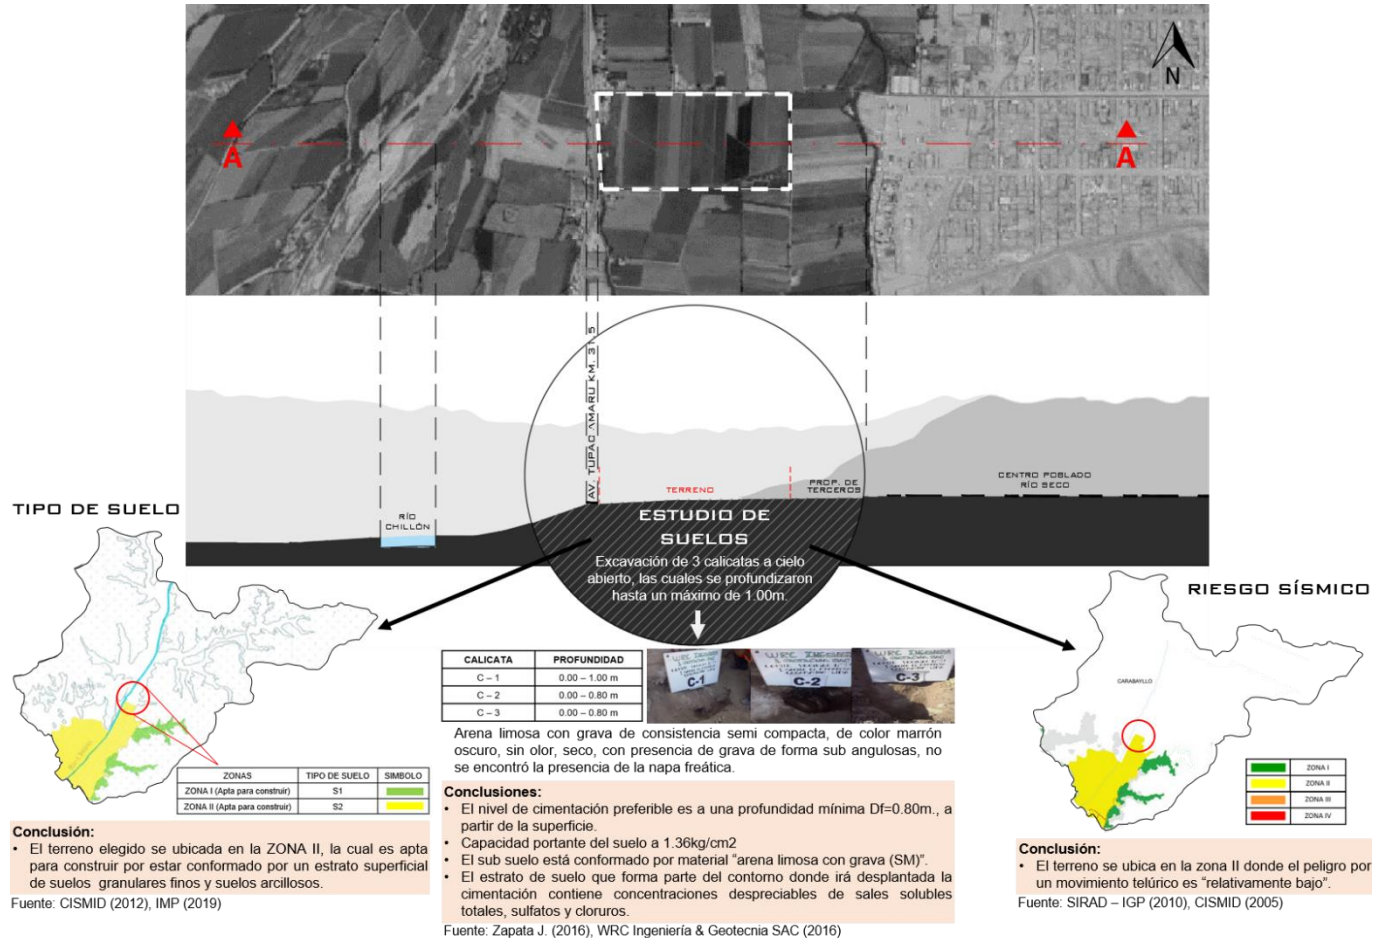 N
A
A
AV. TUPAC AMARU KM. 31.5
TERRENO
PROP. DE
TERCEROS
CENTRO POBLADO
RÍO SECO
RÍO
CHILLÓN
ESTUDIO DE
SUELOS
Excavación de 3 calicatas a cielo
abierto, las cuales se profundizaron
hasta un máximo de 1.00m.
TIPO DE SUELO
ZONAS TIPO DE SUELO SIMBOLO
ZONA I (Apta para construir) S1
ZONA II (Apta para construir) S2
Conclusión:
• El terreno elegido se ubicada en la ZONA II, la cual es apta
para construir por estar conformado por un estrato superficial
de suelos granulares finos y suelos arcillosos.
Fuente: CISMID (2012), IMP (2019)
CALICATA PROFUNDIDAD
C – 1 0.00 – 1.00 m
C – 2 0.00 – 0.80 m
C – 3 0.00 – 0.80 m
C-1
C-2
C-3
Arena limosa con grava de consistencia semi compacta, de color marrón
oscuro, sin olor, seco, con presencia de grava de forma sub angulosas, no
se encontró la presencia de la napa freática.
Conclusiones:
• El nivel de cimentación preferible es a una profundidad mínima Df=0.80m., a
partir de la superficie.
• Capacidad portante del suelo a 1.36kg/cm2
• El sub suelo está conformado por material “arena limosa con grava (SM)”.
• El estrato de suelo que forma parte del contorno donde irá desplantada la
cimentación contiene concentraciones despreciables de sales solubles
totales, sulfatos y cloruros.
Fuente: Zapata J. (2016), WRC Ingeniería & Geotecnia SAC (2016)
RIESGO SÍSMICO
CARABAYLLO
ZONA I
ZONA II
ZONA III
ZONA IV
Conclusión:
• El terreno se ubica en la zona II donde el peligro por
un movimiento telúrico es “relativamente bajo”.
Fuente: SIRAD – IGP (2010), CISMID (2005)